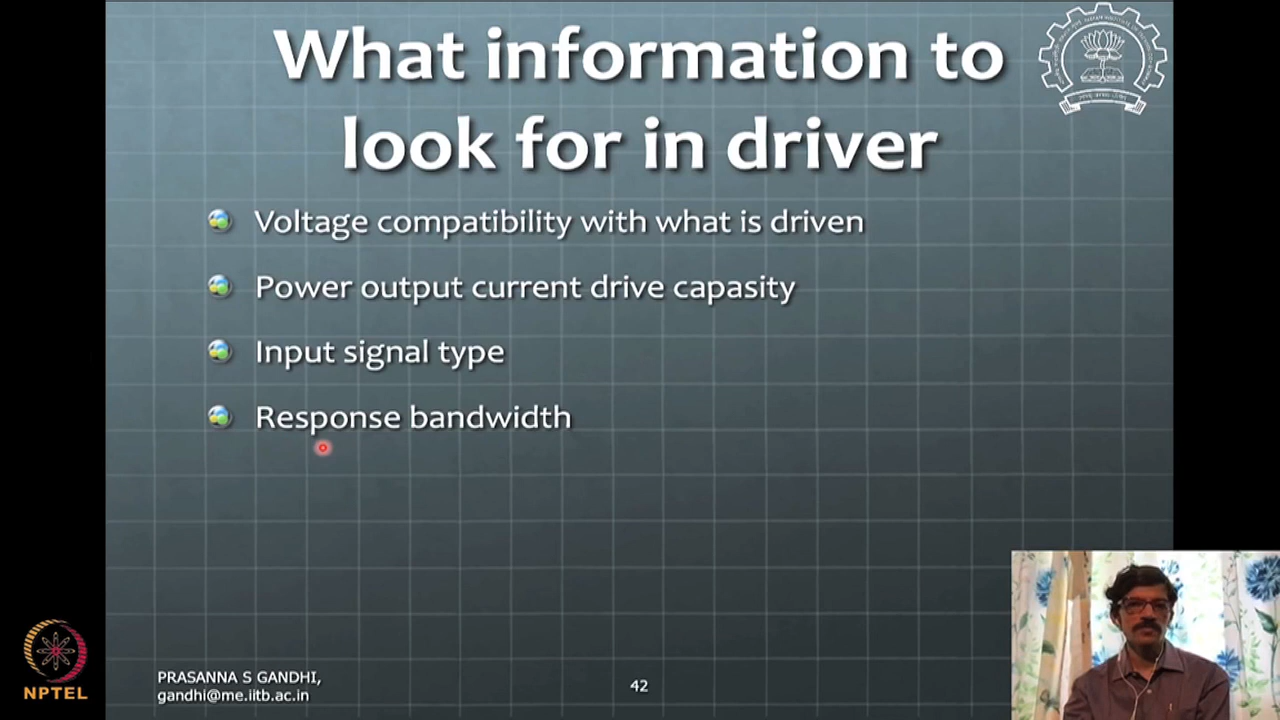 What information to
look for in driver
Voltage compatibility with what is driven
Power output current drive capasity
Input signal type
Response bandwidth
PRASANNA S GANDHI,
gandhi@me.iitb.ac.in
42
NPTEL